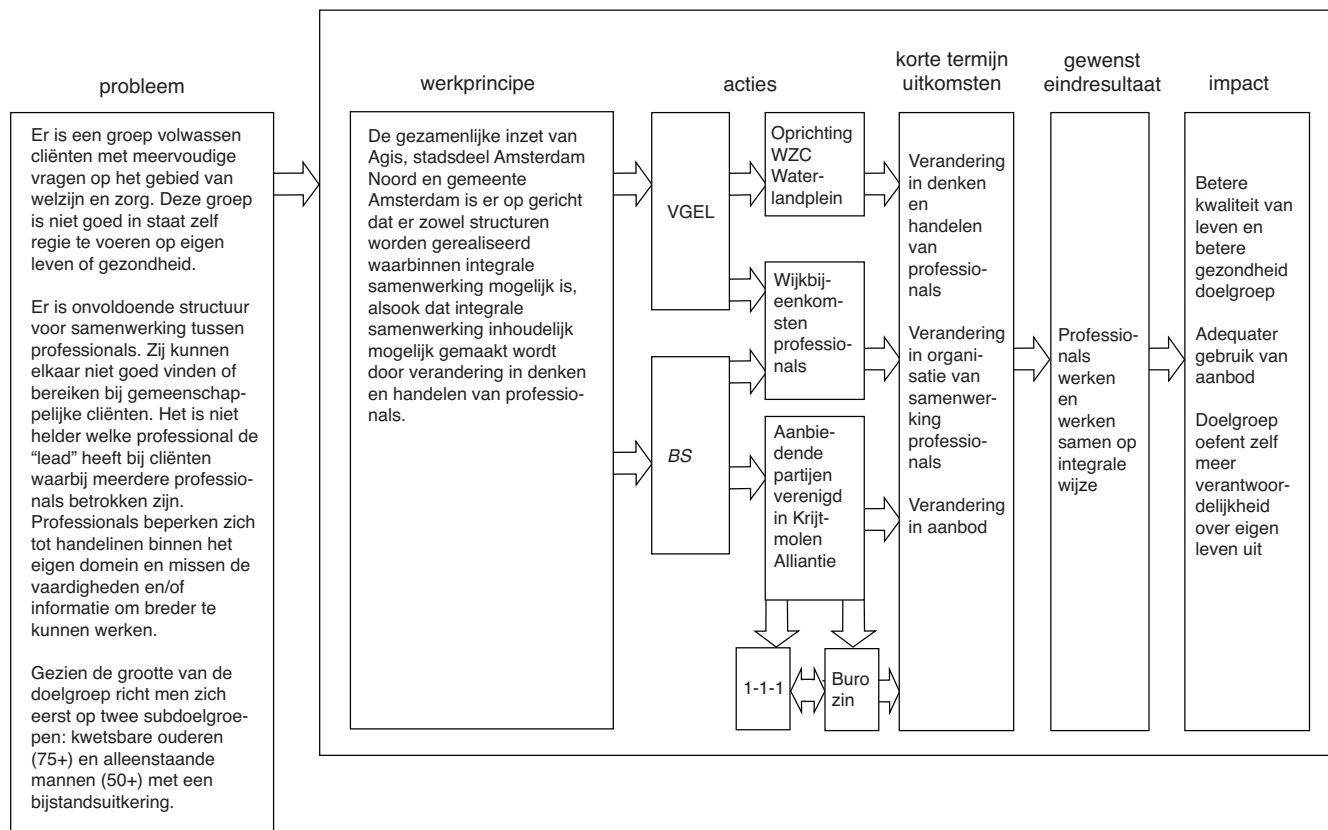 probleem
Er is een groep volwassen
cliënten met meervoudige
vragen op het gebied van
welzijn en zorg. Deze groep
is niet goed in staat zelf
regie te voeren op eigen
leven of gezondheid.
Er is onvoldoende structuur
voor samenwerking tussen
professionals. Zij kunnen
elkaar niet goed vinden of
bereiken bij gemeenschap-
pelijke cliënten. Het is niet
helder welke professional de
“lead” heeft bij cliënten
waarbij meerdere professio-
nals betrokken zijn.
Professionals beperken zich
tot handelinen binnen het
eigen domein en missen de
vaardigheden en/of
informatie om breder te
kunnen werken.
Gezien de grootte van de
doelgroep richt men zich
eerst op twee subdoelgroe-
pen: kwetsbare ouderen
(75+) en alleenstaande
mannen (50+) met een
bijstandsuitkering.
werkprincipe
De gezamenlijke inzet van
Agis, stadsdeel Amsterdam
Noord en gemeente
Amsterdam is er op gericht
dat er zowel structuren
worden gerealiseerd
waarbinnen integrale
samenwerking mogelijk is,
alsook dat integrale
samenwerking inhoudelijk
mogelijk gemaakt wordt
door verandering in denken
en handelen van professio-
nals.
acties
VGEL
BS
Oprichting
WZC
Water-
landplein
Wijkbij-
eenkom-
sten
professio-
nals
Aanbie-
dende
partijen
verenigd
in Krijt-
molen
Alliantie
1-1-1
Buro
zin
korte termijn
uitkomsten
Verandering
in denken
en
handelen
van
professio-
nals
Verandering
in organi-
satie van
samenwer-
king
professio-
nals
Verandering
in aanbod
gewenst
eindresultaat
Professio-
nals
werken
en
werken
samen op
integrale
wijze
impact
Betere
kwaliteit van
leven en
betere
gezondheid
doelgroep
Adequater
gebruik van
aanbod
Doelgroep
oefent zelf
meer
verantwoor-
delijkheid
over eigen
leven uit